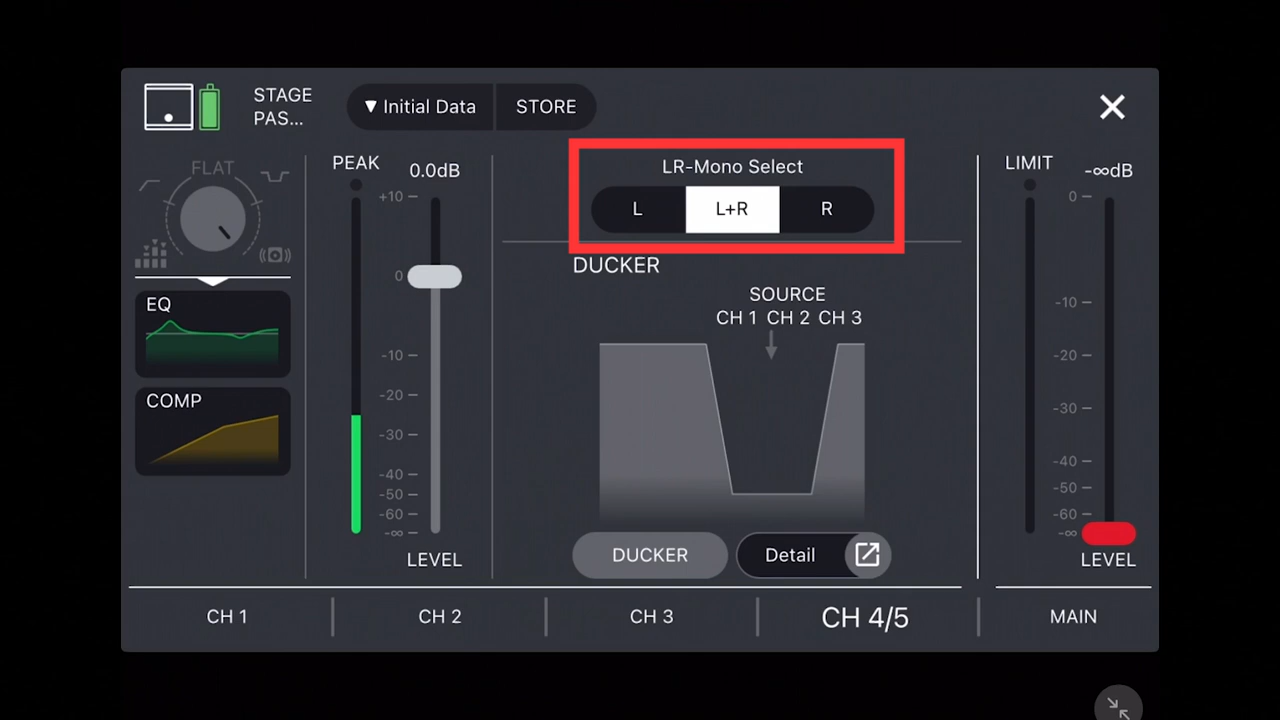 STAGE
PAS...
▼ Initial Data
STORE
FLAT
EQ
COMP
PEAK
0.0dB
+10
0
-10
-20
-30
-40
-50
-60
-∞
LEVEL
LR-Mono Select
L
L+R
R
DUCKER
SOURCE
CH 1 CH 2 CH 3
DUCKER
Detail
LIMIT
-∞dB
0
-10
-20
-30
-40
-50
-60
-∞
LEVEL
CH 1
CH 2
CH 3
CH 4/5
MAIN